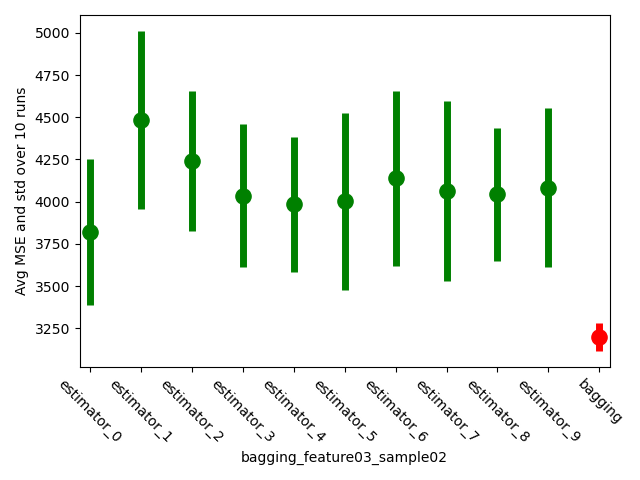 Avg MSE and std over 10 runs
5000
4750
4500
4250
4000
3750
3500
3250
estimator_0
estimator_1
estimator_2
estimator_3
estimator_4
estimator_5
estimator_6
estimator_7
estimator_8
estimator_9
bagging
bagging_feature03_sample02